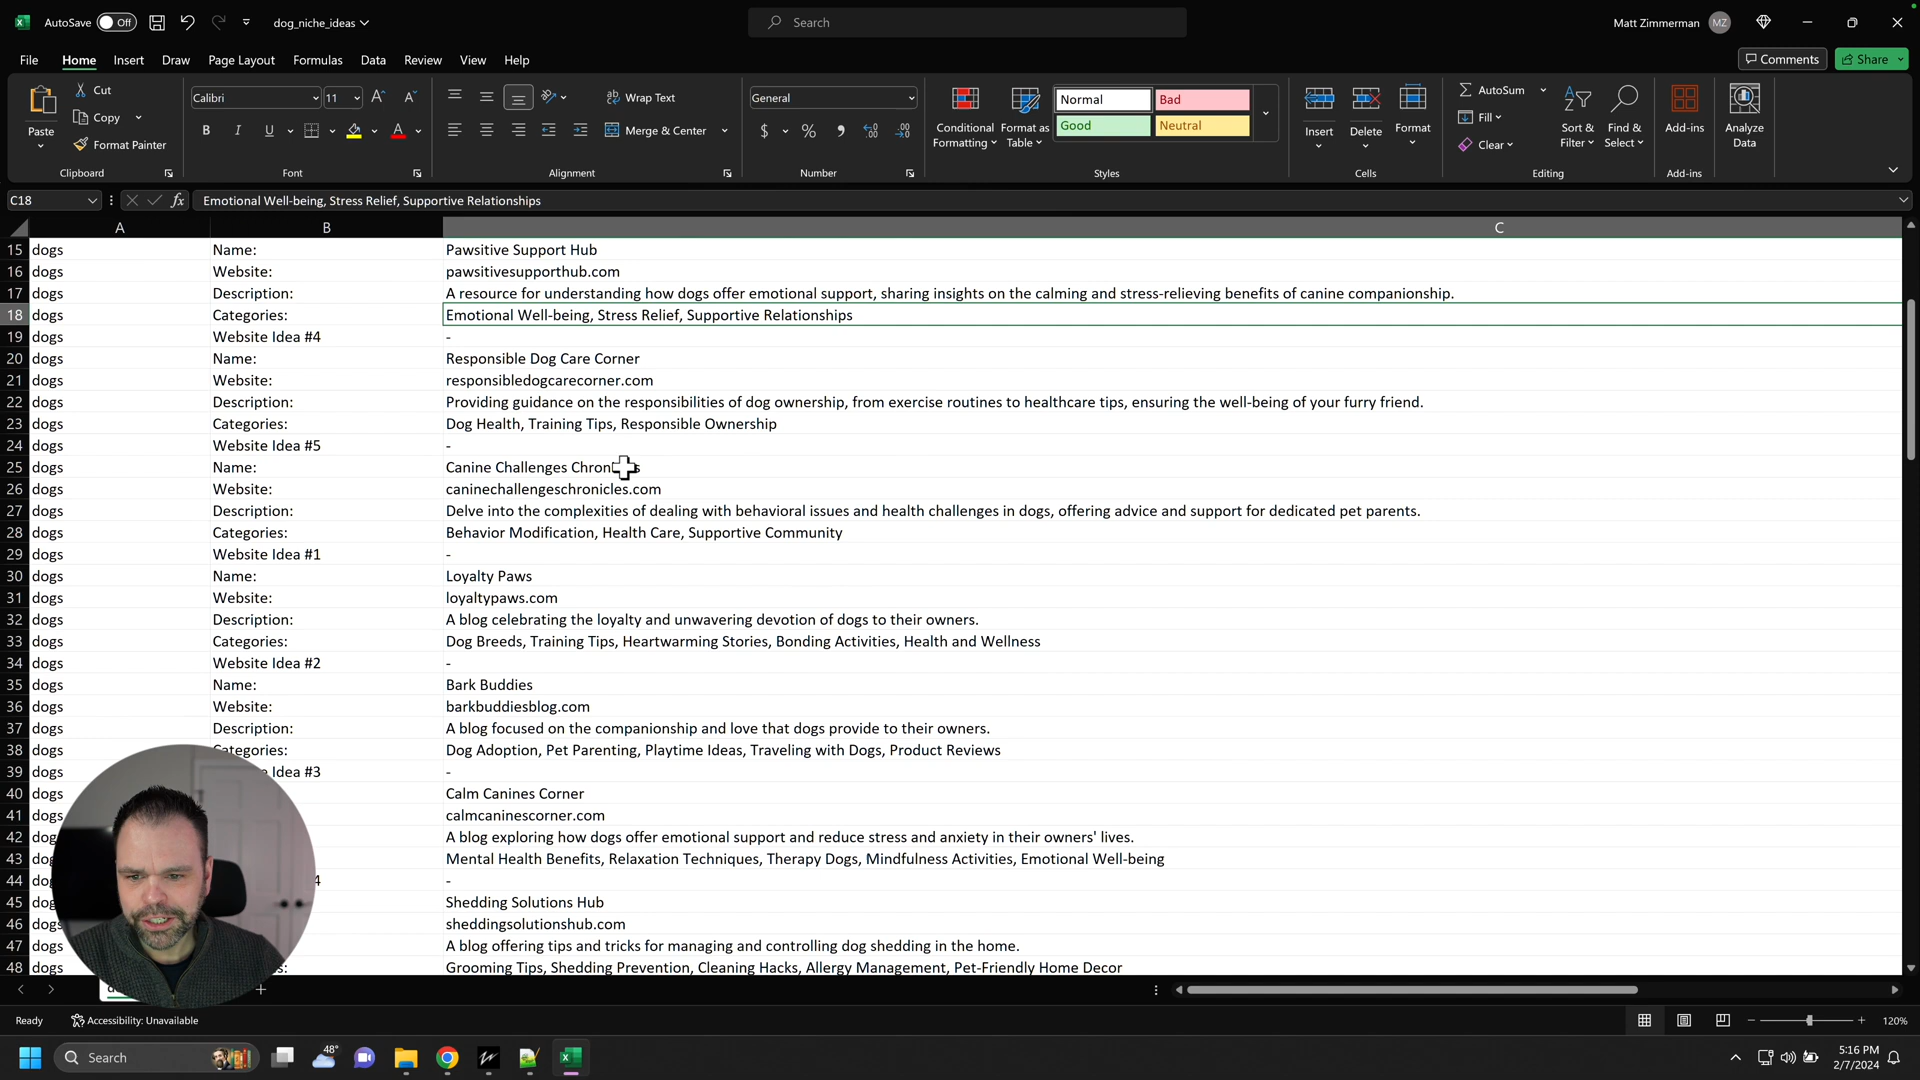 AutoSave Off dog_niche_ideas Search Matt Zimmerman MZ
File Home Insert Draw Page Layout Formulas Data Review View Help Comments Share
Paste Cut Copy Format Painter Clipboard
Calibri 11 B I U A Font
Wrap Text Merge & Center Alignment
General $ % Number
Conditional Formatting Format as Table Normal Bad Good Neutral Styles
Insert Delete Format Cells
AutoSum Fill Clear Sort & Filter Find & Select Editing
Add-ins Add-ins Analyze Data
C18 fx Emotional Well-being, Stress Relief, Supportive Relationships
A B C
15 dogs Name: Pawsitive Support Hub
16 dogs Website: pawsitivesupporthub.com
17 dogs Description: A resource for understanding how dogs offer emotional support, sharing insights on the calming and stress-relieving benefits of canine companionship.
18 dogs Categories: Emotional Well-being, Stress Relief, Supportive Relationships
19 dogs Website Idea #4 -
20 dogs Name: Responsible Dog Care Corner
21 dogs Website: responsibledogcarecorner.com
22 dogs Description: Providing guidance on the responsibilities of dog ownership, from exercise routines to healthcare tips, ensuring the well-being of your furry friend.
23 dogs Categories: Dog Health, Training Tips, Responsible Ownership
24 dogs Website Idea #5 -
25 dogs Name: Canine Challenges
26 dogs Website: caninechallengeschronicles.com
27 dogs Description: Delve into the complexities of dealing with behavioral issues and health challenges in dogs, offering advice and support for dedicated pet parents.
28 dogs Categories: Behavior Modification, Health Care, Supportive Community
29 dogs Website Idea #1 -
30 dogs Name: Loyalty Paws
31 dogs Website: loyaltypaws.com
32 dogs Description: A blog celebrating the loyalty and unwavering devotion of dogs to their owners.
33 dogs Categories: Dog Breeds, Training Tips, Heartwarming Stories, Bonding Activities, Health and Wellness
34 dogs Website Idea #2 -
35 dogs Name: Bark Buddies
36 dogs Website: barkbuddiesblog.com
37 dogs Description: A blog focused on the companionship and love that dogs provide to their owners.
38 dogs Categories: Dog Adoption, Pet Parenting, Playtime Ideas, Traveling with Dogs, Product Reviews
39 dogs Idea #3 -
40 dogs Calm Canines Corner
41 dogs calmcaninescorner.com
42 A blog exploring how dogs offer emotional support and reduce stress and anxiety in their owners' lives.
43 Mental Health Benefits, Relaxation Techniques, Therapy Dogs, Mindfulness Activities, Emotional Well-being
44 4 -
45 Shedding Solutions Hub
46 dogs sheddingsolutionshub.com
47 dogs A blog offering tips and tricks for managing and controlling dog shedding in the home.
48 dogs Grooming Tips, Shedding Prevention, Cleaning Hacks, Allergy Management, Pet-Friendly Home Decor
Ready Accessibility: Unavailable 120%
Search 48° 5:16 PM
2/7/2024